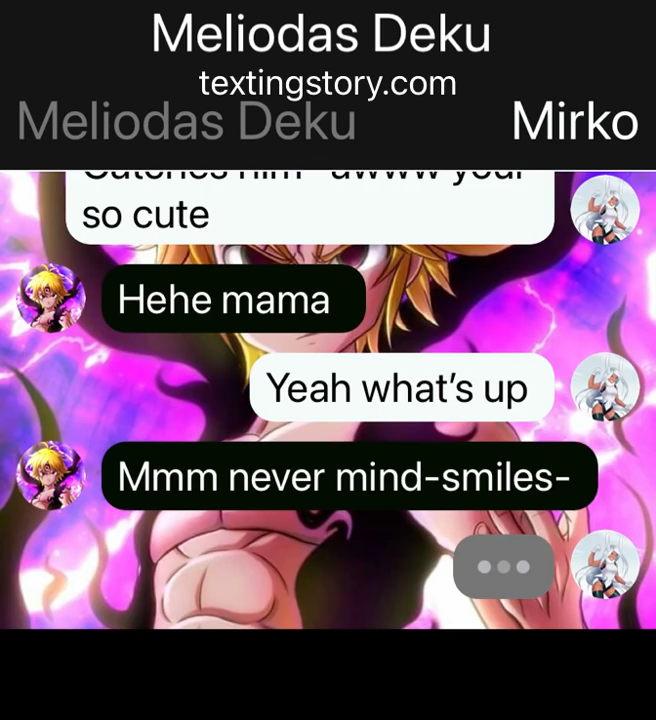 Meliodas Deku
textingstory.com
Meliodas Deku
Mirko
so cute
Hehe mama
Yeah what's up
Mmm never mind-smiles-